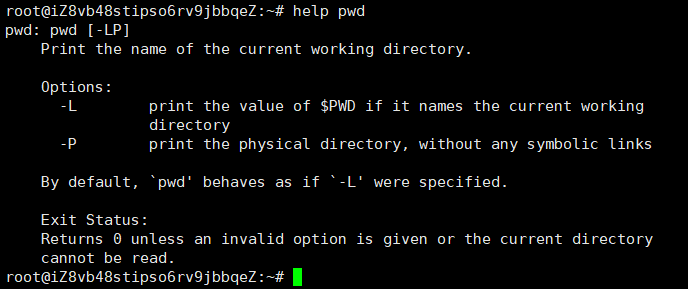 root@iZ8vb48stipso6rv9jbbqeZ:~# help pwd
pwd: pwd [-LP]
    Print the name of the current working directory.

    Options:
      -L        print the value of $PWD if it names the current working
                directory
      -P        print the physical directory, without any symbolic links

    By default, `pwd' behaves as if `-L' were specified.

    Exit Status:
    Returns 0 unless an invalid option is given or the current directory
    cannot be read.
root@iZ8vb48stipso6rv9jbbqeZ:~#